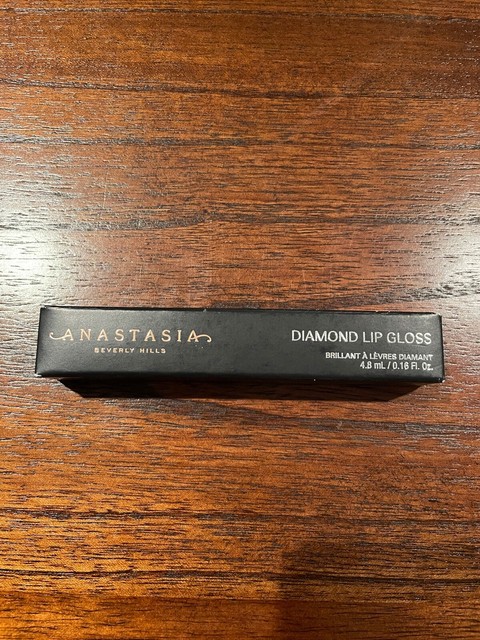 ANASTASIA
BEVERLY HILLS
DIAMOND LIP GLOSS
BRILLANT À LÈVRES DIAMANT
4.8 mL / 0.16 Fl. Oz.